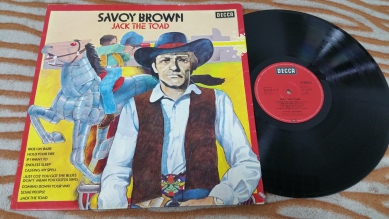 SAVOY BROWN
DECCA
JACK THE TOAD
RIDE ON BABE
HOLD YOUR FIRE
IF I WANT TO
ENDLESS SLEEP
CASTING MY SPELL
JUST COS' YOU GOT THE BLUES
DON'T MEAN YOU GOTTA SING
COMING DOWN YOUR WAY
SOME PEOPLE
JACK THE TOAD
DECCA